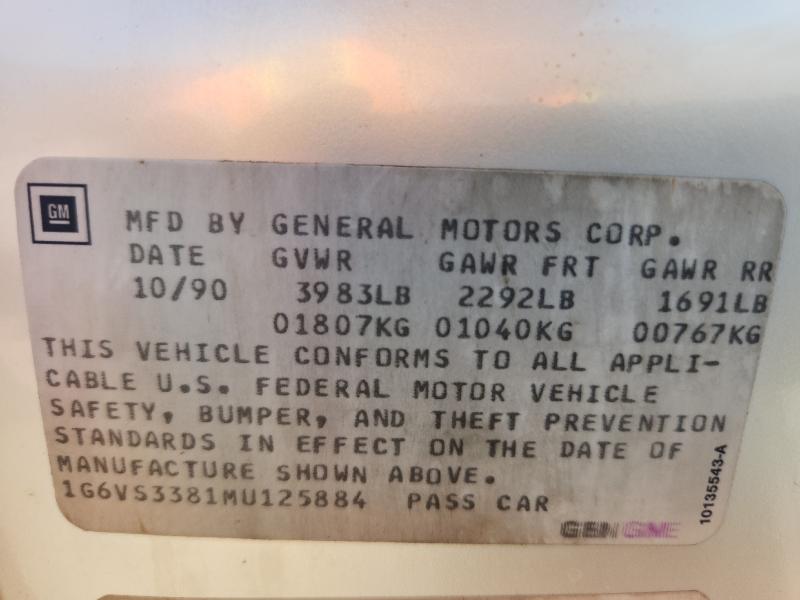 GM
MFD BY GENERAL MOTORS CORP.
DATE GVWR GAWR FRT GAWR RR
10/90 3983LB 2292LB 1691LB
01807KG 01040KG 00767KG
THIS VEHICLE CONFORMS TO ALL APPLI-
CABLE U.S. FEDERAL MOTOR VEHICLE
SAFETY, BUMPER, AND THEFT PREVENTION
STANDARDS IN EFFECT ON THE DATE OF
MANUFACTURE SHOWN ABOVE.
1G6VS3381MU125884 PASS CAR
10135543-A